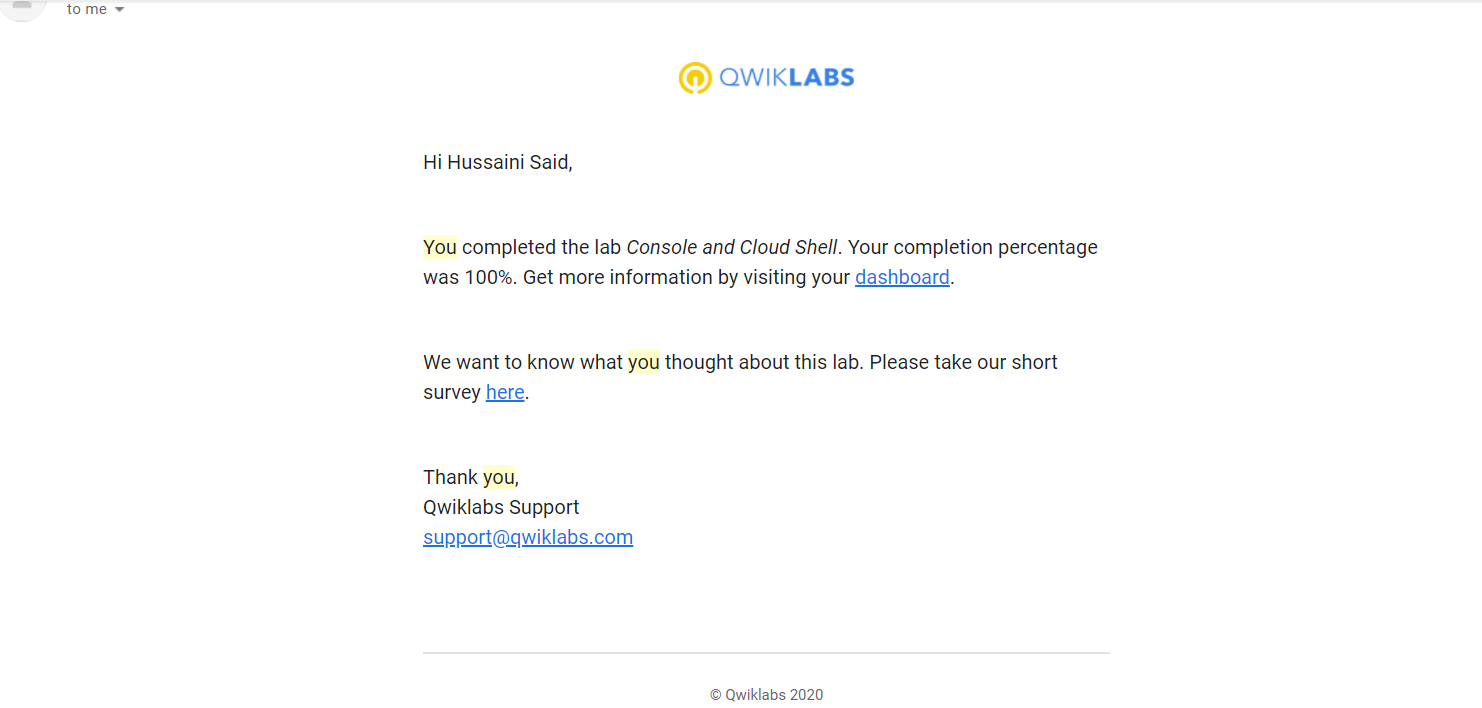 to me
QWIKLABS
Hi Hussaini Said,
You completed the lab Console and Cloud Shell. Your completion percentage
was 100%. Get more information by visiting your dashboard.
We want to know what you thought about this lab. Please take our short
survey here.
Thank you,
Qwiklabs Support
support@qwiklabs.com
© Qwiklabs 2020